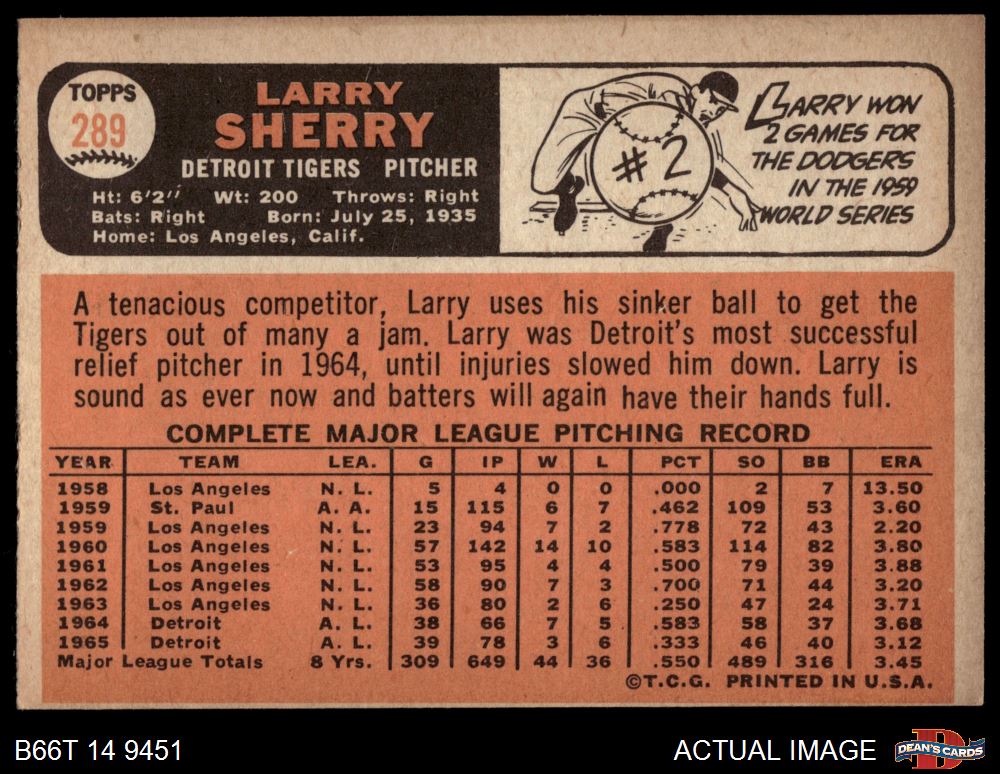 TOPPS
289
LARRY
SHERRY
DETROIT TIGERS PITCHER
Ht: 6'2" Wt: 200 Throws: Right
Bats: Right Born: July 25, 1935
Home: Los Angeles, Calif.
#2
LARRY WON
2 GAMES FOR
THE DODGERS
IN THE 1959
WORLD SERIES
A tenacious competitor, Larry uses his sinker ball to get the
Tigers out of many a jam. Larry was Detroit's most successful
relief pitcher in 1964, until injuries slowed him down. Larry is
sound as ever now and batters will again have their hands full.
COMPLETE MAJOR LEAGUE PITCHING RECORD
YEAR TEAM LEA. G IP W L PCT SO BB ERA
1958 Los Angeles N. L. 5 4 0 0 .000 2 7 13.50
1959 St. Paul A. A. 15 115 6 7 .462 109 53 3.60
1959 Los Angeles N. L. 23 94 7 2 .778 72 43 2.20
1960 Los Angeles N. L. 57 142 14 10 .583 114 82 3.80
1961 Los Angeles N. L. 53 95 4 4 .500 79 39 3.88
1962 Los Angeles N. L. 58 90 7 3 .700 71 44 3.20
1963 Los Angeles N. L. 36 80 2 6 .250 47 24 3.71
1964 Detroit A. L. 38 66 7 5 .583 58 37 3.68
1965 Detroit A. L. 39 78 3 6 .333 46 40 3.12
Major League Totals 8 Yrs. 309 649 44 36 .550 489 316 3.45
©T.C.G. PRINTED IN U.S.A.
B66T 14 9451
ACTUAL IMAGE
DEAN'S CARDS